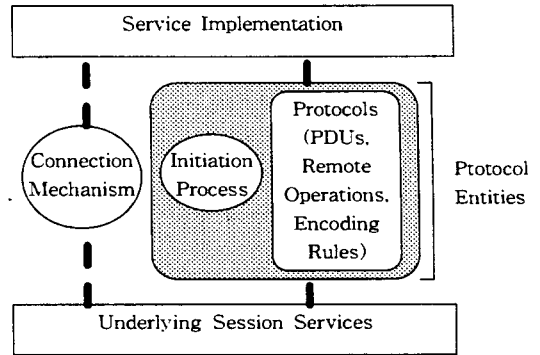 Service Implementation
Connection
Mechanism
Initiation
Process
Protocols
(PDUs,
Remote
Operations,
Encoding
Rules)
Ptotocol
Entities
Underlying Session Services